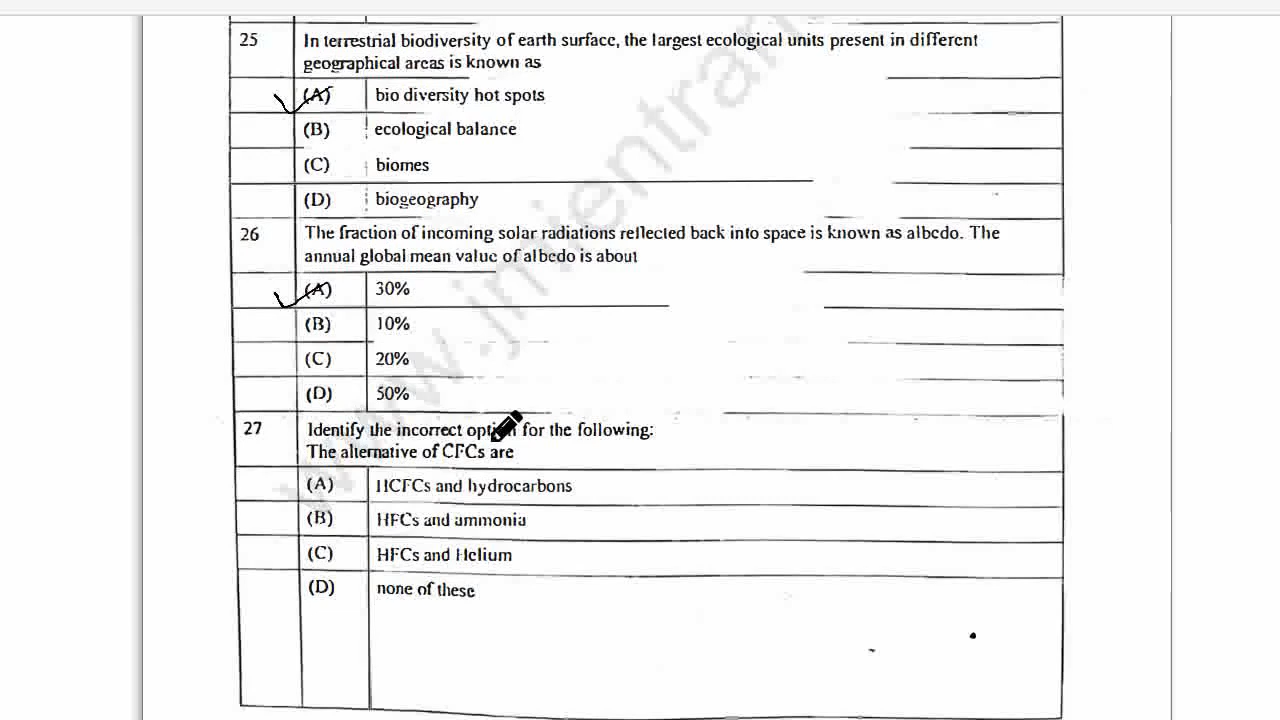 25 In terrestrial biodiversity of earth surface, the largest ecological units present in different
geographical areas is known as
(A) bio diversity hot spots
(B) ecological balance
(C) biomes
(D) biogeography
26 The fraction of incoming solar radiations reflected back into space is known as albedo. The
annual global mean value of albedo is about
(A) 30%
(B) 10%
(C) 20%
(D) 50%
27 Identify the incorrect option for the following:
The alternative of CFCs are
(A) HCFCs and hydrocarbons
(B) HFCs and ammonia
(C) HFCs and Helium
(D) none of these
www.jmientran